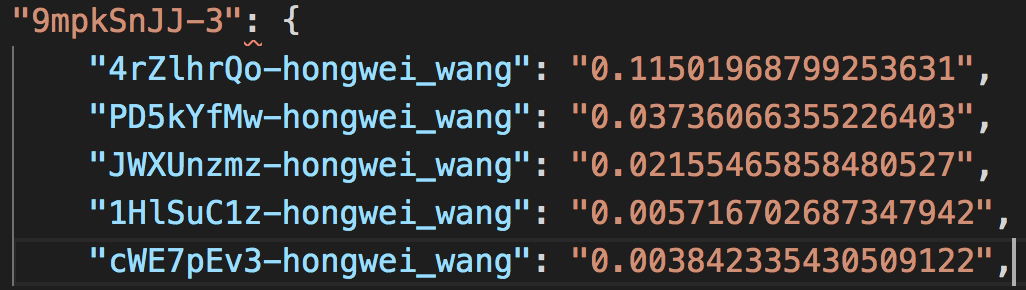 "9mpkSnJJ-3": {
"4rZlhrQo-hongwei_wang": "0.11501968799253631",
"PD5kYfMw-hongwei_wang": "0.03736066355226403",
"JWXUnzmz-hongwei_wang": "0.02155465858480527",
"1HlSuC1z-hongwei_wang": "0.005716702687347942",
"cWE7pEv3-hongwei_wang": "0.003842335430509122",